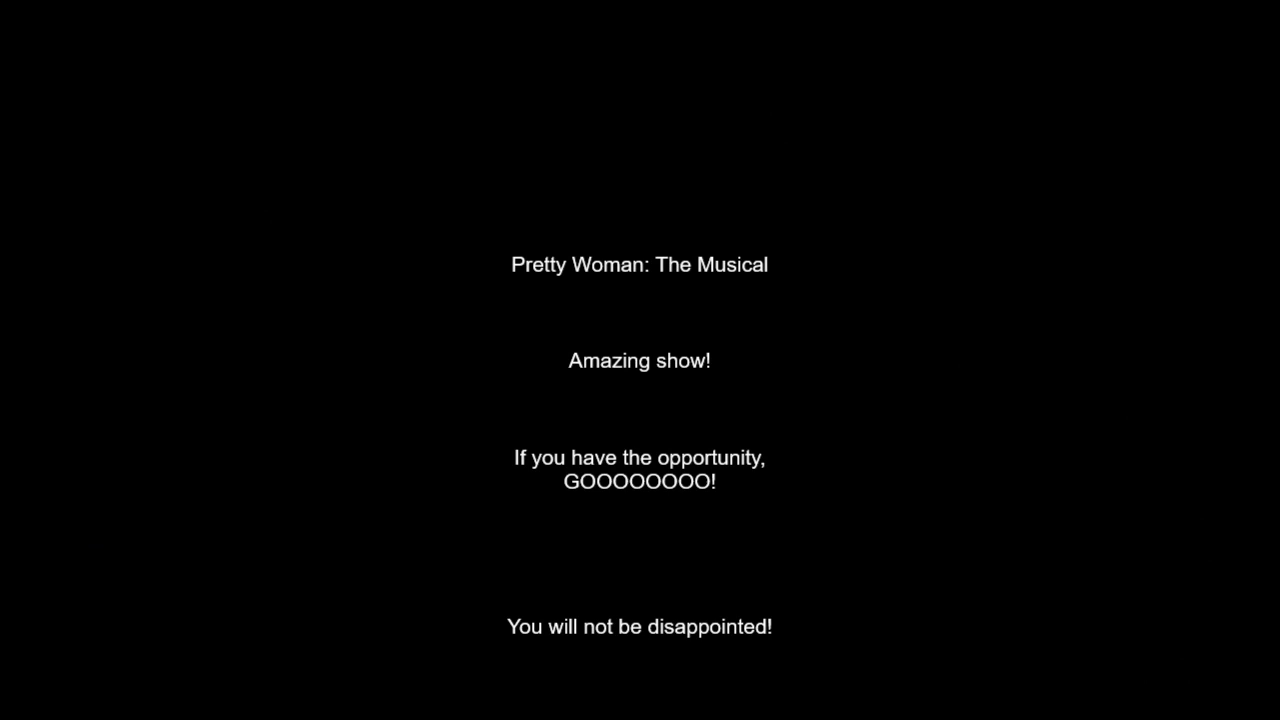 Pretty Woman: The Musical
Amazing show!
If you have the opportunity,
GOOOOOOOO!
You will not be disappointed!